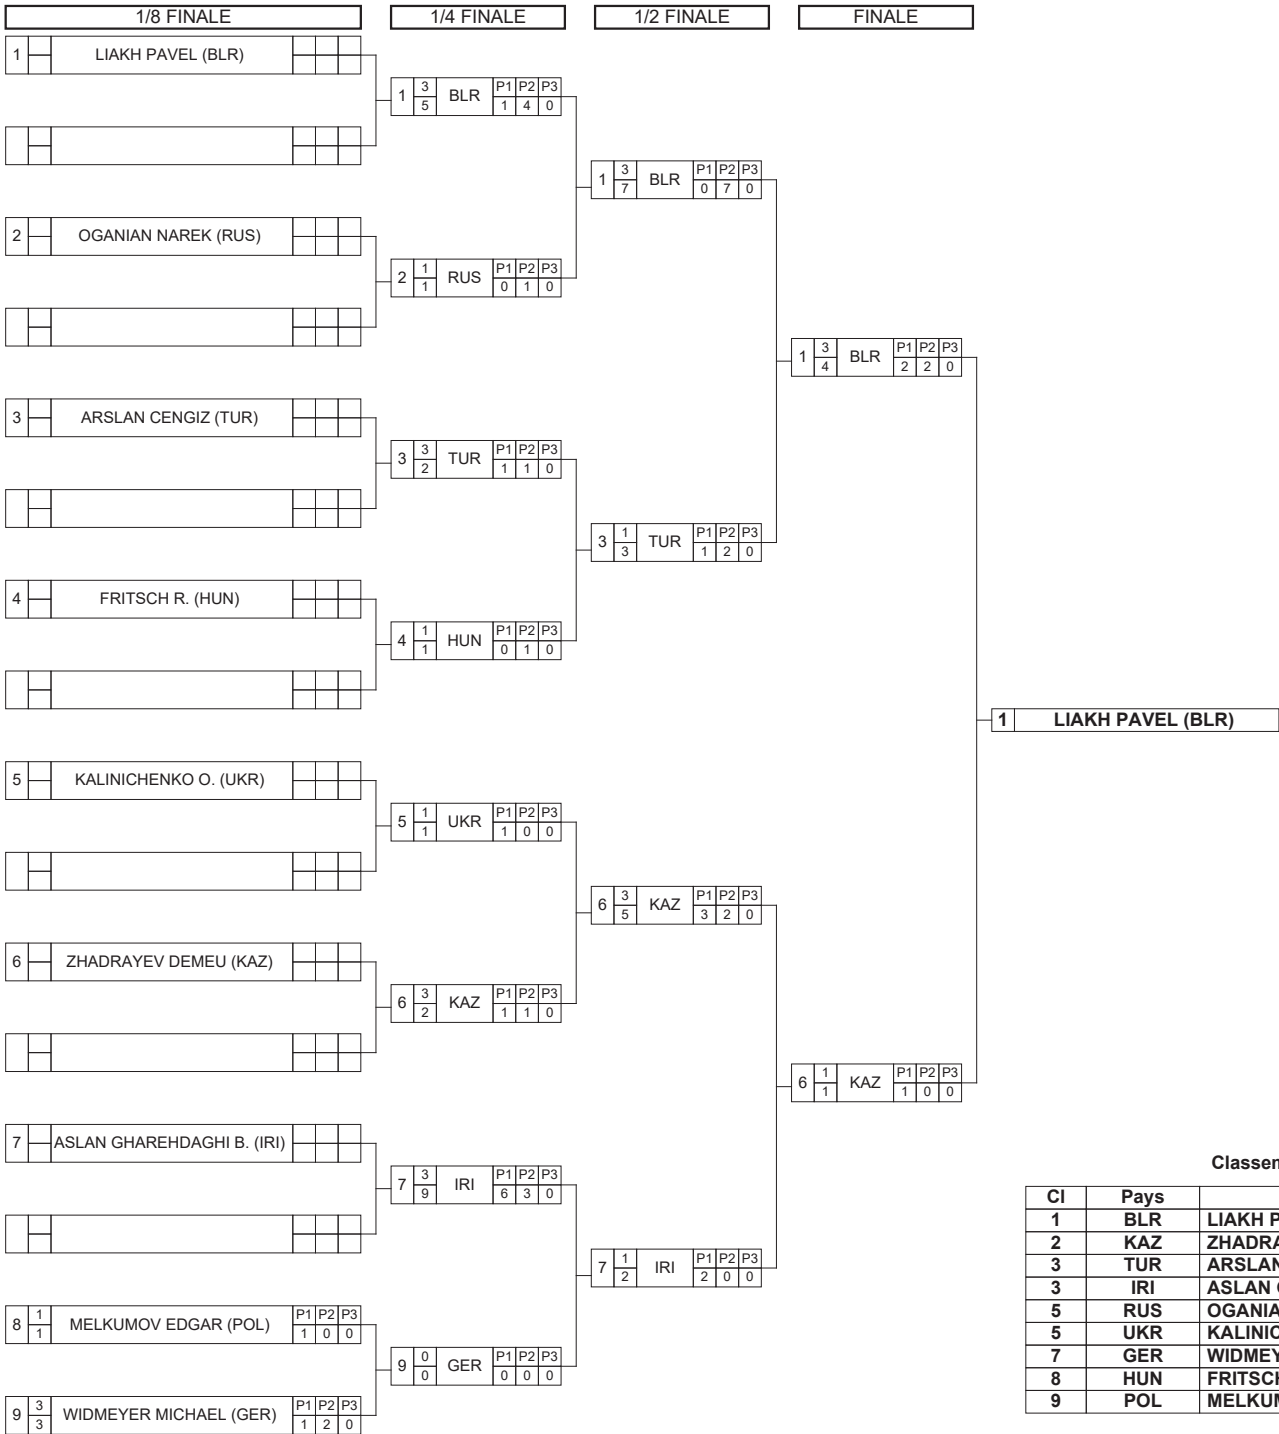 1/8 FINALE 1/4 FINALE 1/2 FINALE FINALE
1 LIAKH PAVEL (BLR)
1 3 5 BLR P1 P2 P3 1 4 0
1 3 7 BLR P1 P2 P3 0 7 0
2 OGANIAN NAREK (RUS)
2 1 1 RUS P1 P2 P3 0 1 0
1 3 4 BLR P1 P2 P3 2 2 0
3 ARSLAN CENGIZ (TUR)
3 3 2 TUR P1 P2 P3 1 1 0
3 1 3 TUR P1 P2 P3 1 2 0
4 FRITSCH R. (HUN)
4 1 1 HUN P1 P2 P3 0 1 0
1 LIAKH PAVEL (BLR)
5 KALINICHENKO O. (UKR)
5 1 1 UKR P1 P2 P3 1 0 0
6 3 5 KAZ P1 P2 P3 3 2 0
6 ZHADRAYEV DEMEU (KAZ)
6 3 2 KAZ P1 P2 P3 1 1 0
6 1 1 KAZ P1 P2 P3 1 0 0
7 ASLAN GHAREHDAGHI B. (IRI)
7 3 9 IRI P1 P2 P3 6 3 0
7 1 2 IRI P1 P2 P3 2 0 0
8 1 1 MELKUMOV EDGAR (POL) P1 P2 P3 1 0 0
9 0 0 GER P1 P2 P3 0 0 0
9 3 3 WIDMEYER MICHAEL (GER) P1 P2 P3 1 2 0
Classem
Cl Pays
1 BLR LIAKH P
2 KAZ ZHADRA
3 TUR ARSLAN
3 IRI ASLAN
5 RUS OGANIA
5 UKR KALINIC
7 GER WIDMEY
8 HUN FRITSCH
9 POL MELKUM